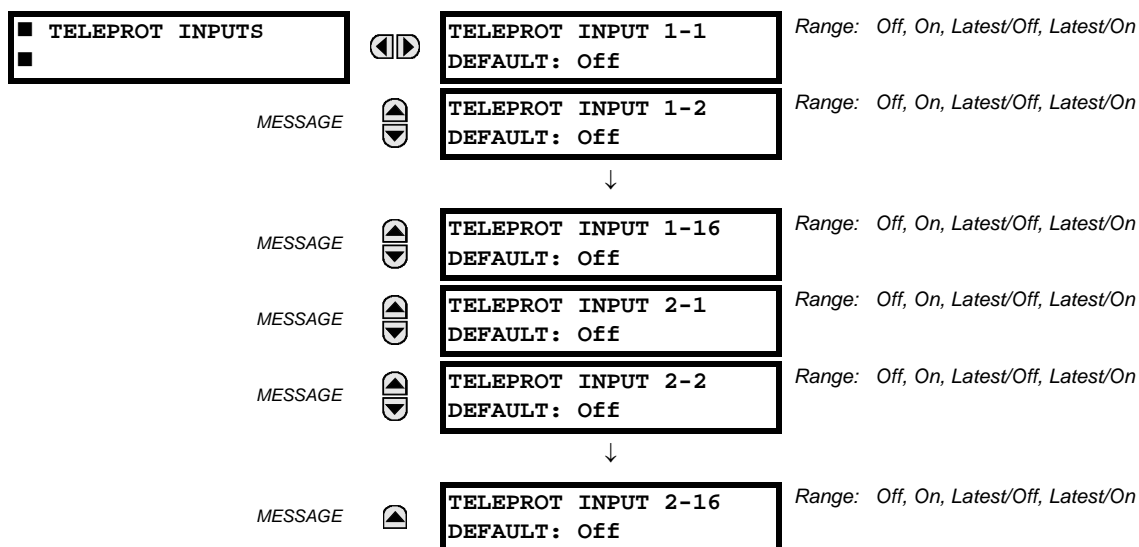 ■ TELEPROT INPUTS
■
TELEPROT INPUT 1-1
DEFAULT: Off
Range: Off, On, Latest/Off, Latest/On
MESSAGE
TELEPROT INPUT 1-2
DEFAULT: Off
Range: Off, On, Latest/Off, Latest/On
↓
MESSAGE
TELEPROT INPUT 1-16
DEFAULT: Off
Range: Off, On, Latest/Off, Latest/On
MESSAGE
TELEPROT INPUT 2-1
DEFAULT: Off
Range: Off, On, Latest/Off, Latest/On
MESSAGE
TELEPROT INPUT 2-2
DEFAULT: Off
Range: Off, On, Latest/Off, Latest/On
↓
MESSAGE
TELEPROT INPUT 2-16
DEFAULT: Off
Range: Off, On, Latest/Off, Latest/On